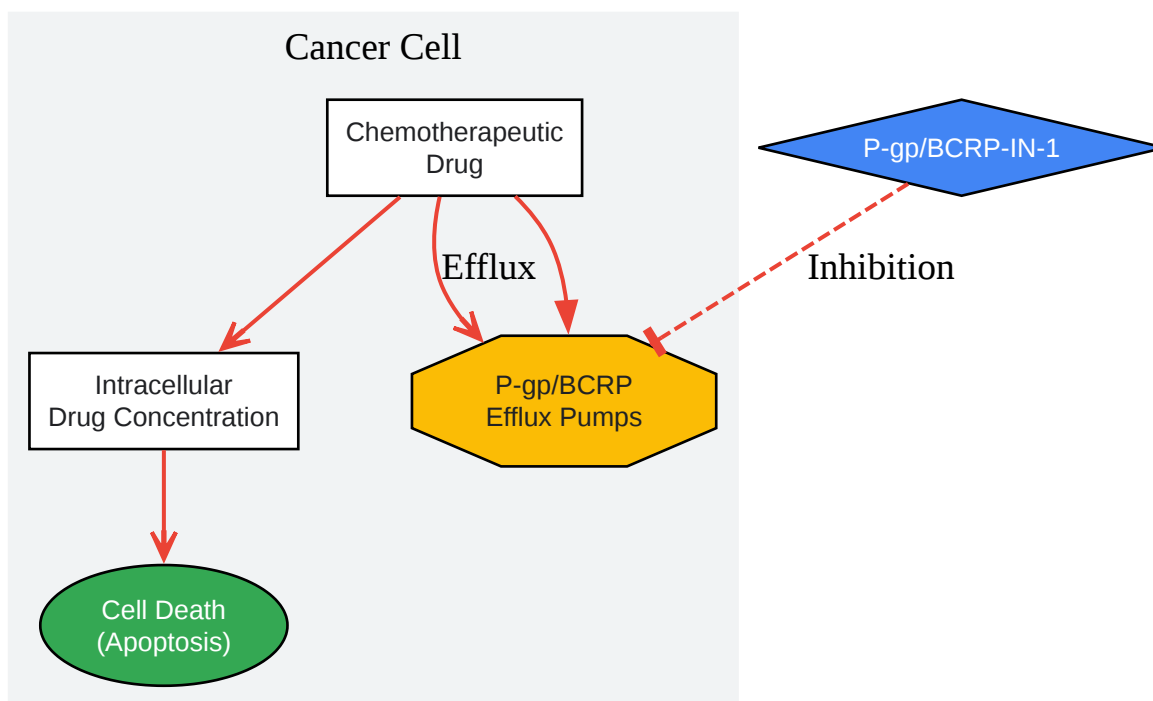 Cancer Cell
Chemotherapeutic
Drug
P-gp/BCRP-IN-1
Efflux
Inhibition
Intracellular
Drug Concentration
P-gp/BCRP
Efflux Pumps
Cell Death
(Apoptosis)